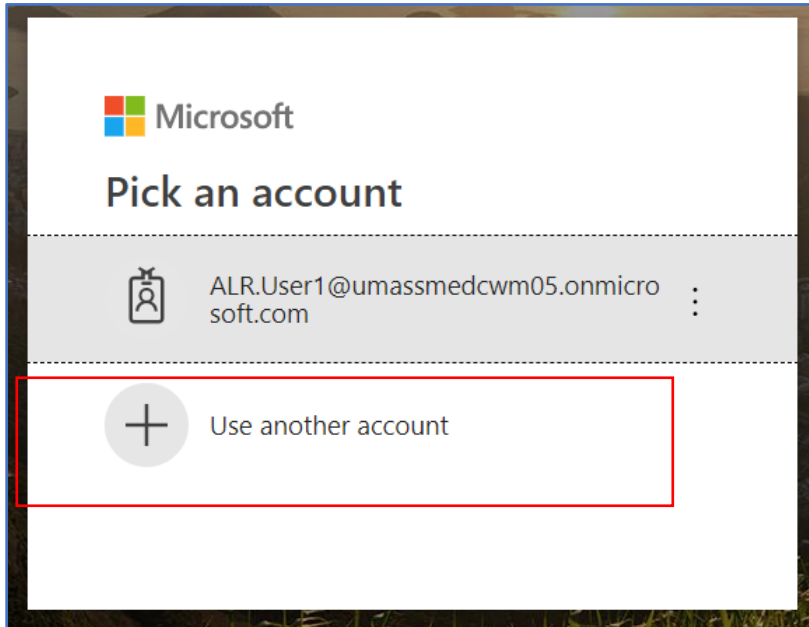 Microsoft
Pick an account
ALR.User1@umassmedcwm05.onmicro
soft.com
Use another account